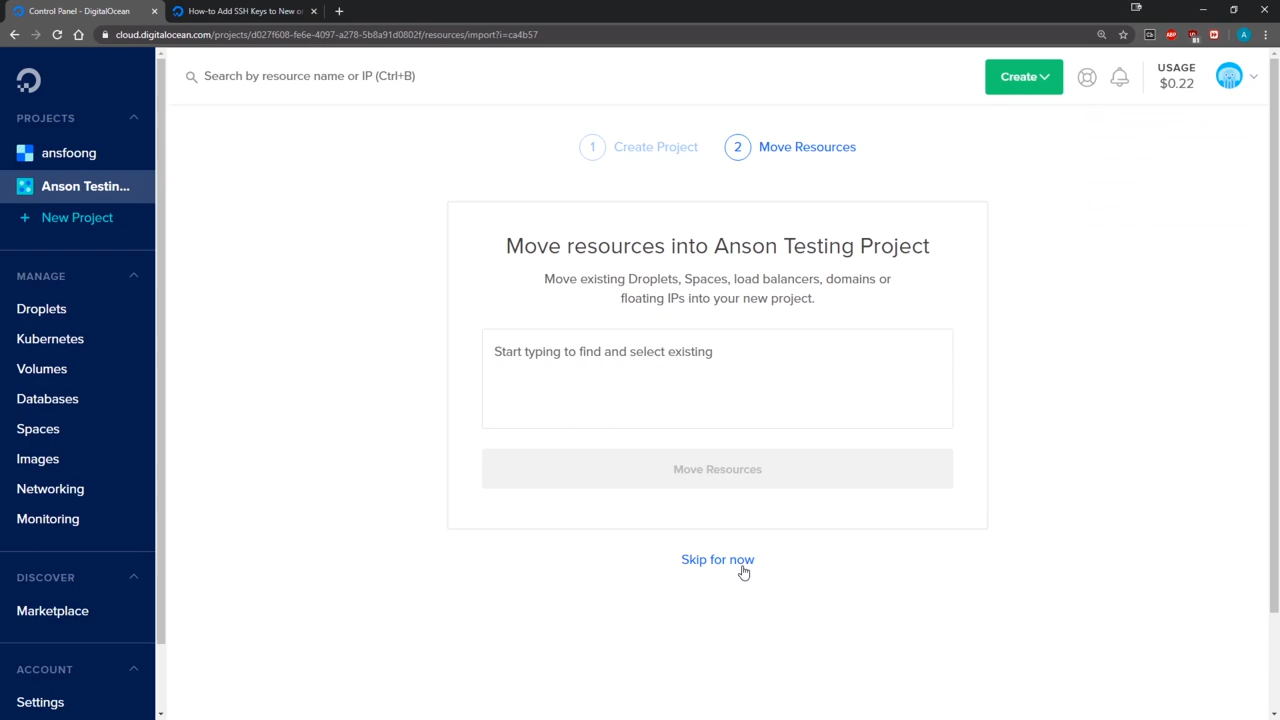 Control Panel - DigitalOcean
How-to Add SSH Keys to New o
cloud.digitalocean.com/projects/d027f608-fe6e-4097-a278-5b8a91d0802f/resources/import?i=ca4b57
Search by resource name or IP (Ctrl+B)
Create
USAGE
$0.22
PROJECTS
ansfoong
Anson Testin...
New Project
MANAGE
Droplets
Kubernetes
Volumes
Databases
Spaces
Images
Networking
Monitoring
DISCOVER
Marketplace
ACCOUNT
Settings
1 Create Project 2 Move Resources
Move resources into Anson Testing Project
Move existing Droplets, Spaces, load balancers, domains or
floating IPs into your new project.
Start typing to find and select existing
Move Resources
Skip for now